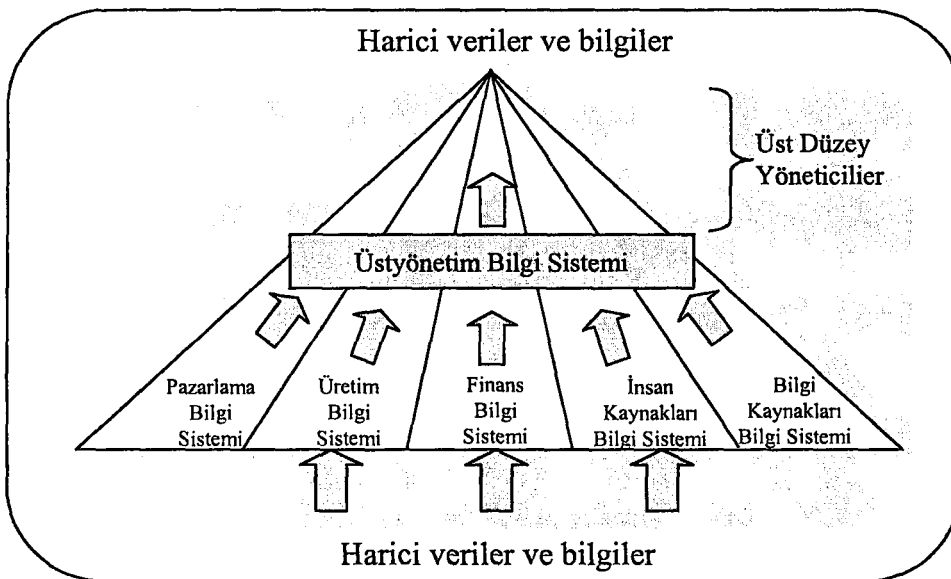 Harici veriler ve bilgiler
Üst Düzey
Yöneticilier
Üstyönetim Bilgi Sistemi
Pazarlama
Bilgi
Sistemi
Üretim
Bilgi
Sistemi
Finans
Bilgi
Sistemi
İnsan
Kaynakları
Bilgi Sistemi
Bilgi
Kaynakları
Bilgi Sistemi
Harici veriler ve bilgiler